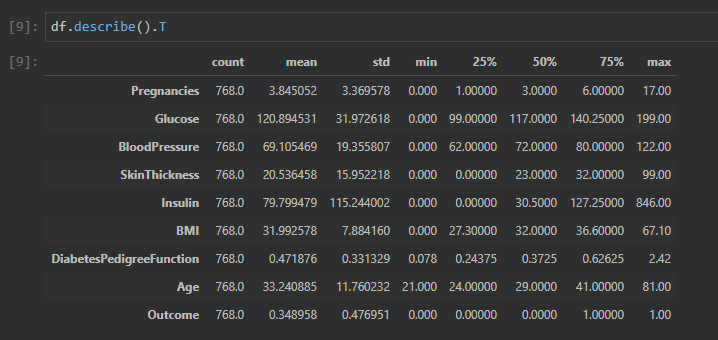 [9]: df.describe().T
[9]:
count mean std min 25% 50% 75% max
Pregnancies 768.0 3.845052 3.369578 0.000 1.00000 3.0000 6.00000 17.00
Glucose 768.0 120.894531 31.972618 0.000 99.00000 117.0000 140.25000 199.00
BloodPressure 768.0 69.105469 19.355807 0.000 62.00000 72.0000 80.00000 122.00
SkinThickness 768.0 20.536458 15.952218 0.000 0.00000 23.0000 32.00000 99.00
Insulin 768.0 79.799479 115.244002 0.000 0.00000 30.5000 127.25000 846.00
BMI 768.0 31.992578 7.884160 0.000 27.30000 32.0000 36.60000 67.10
DiabetesPedigreeFunction 768.0 0.471876 0.331329 0.078 0.24375 0.3725 0.62625 2.42
Age 768.0 33.240885 11.760232 21.000 24.00000 29.0000 41.00000 81.00
Outcome 768.0 0.348958 0.476951 0.000 0.00000 0.0000 1.00000 1.00